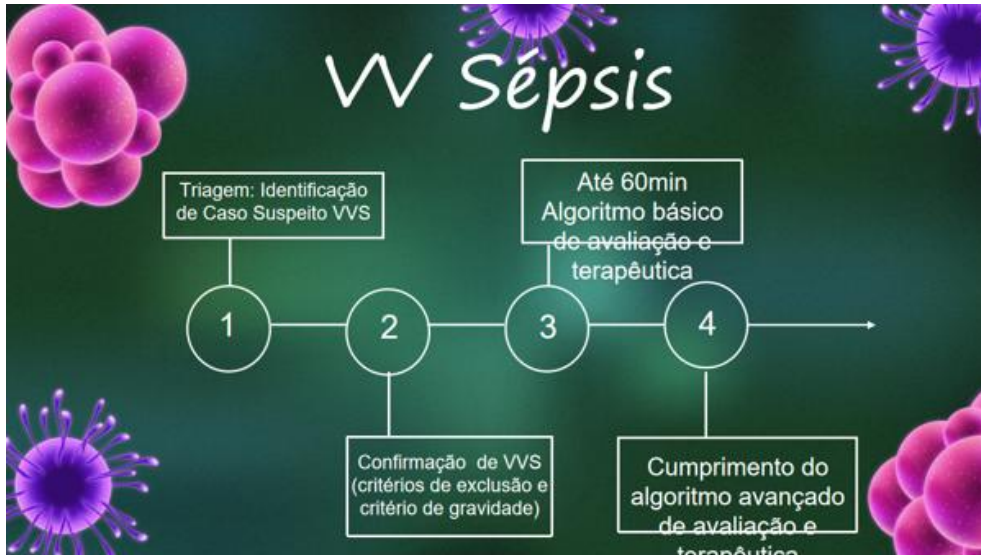 VV Sépsis
Triagem: Identificação
de Caso Suspeito VVS
Até 60min
Algoritmo básico
de avaliação e
terapêutica
1
2
3
4
Confirmação de VVS
(critérios de exclusão e
critério de gravidade)
Cumprimento do
algoritmo avançado
de avaliação e
terapêutica